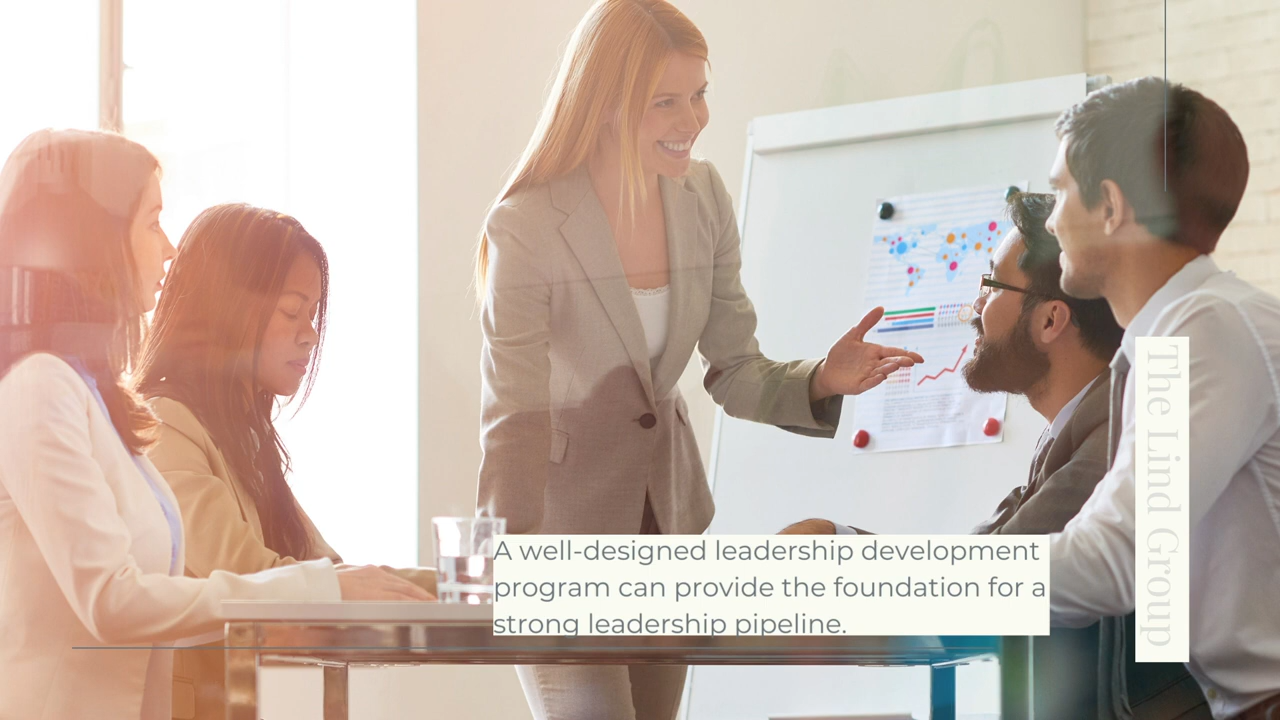 A well-designed leadership development
program can provide the foundation for a
strong leadership pipeline.
The Lind Group